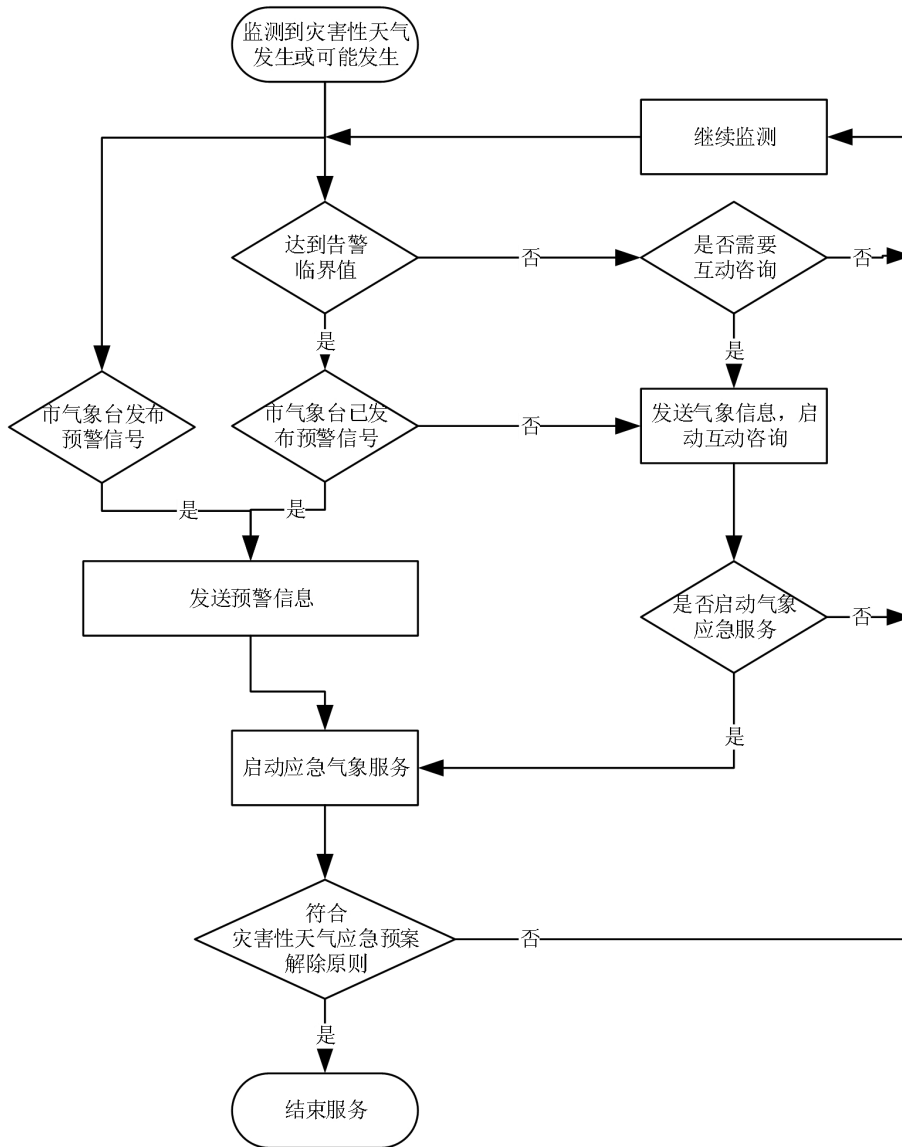 监测到灾害性天气
发生或可能发生
继续监测
达到告警
临界值
否
是否需要
互动咨询
否
是
是
市气象台发布
预警信号
市气象台已发
布预警信号
否
发送气象信息，启
动互动咨询
是
是
发送预警信息
是否启动气象
应急服务
否
是
启动应急气象服务
符合
灾害性天气应急预案
解除原则
否
是
结束服务